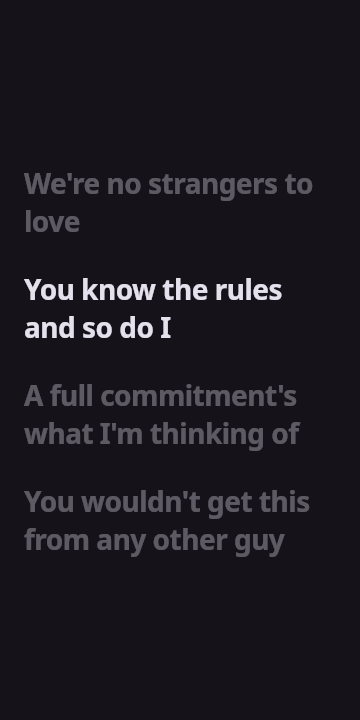 We're no strangers to
love
You know the rules
and so do I
A full commitment's
what I'm thinking of
You wouldn't get this
from any other guy